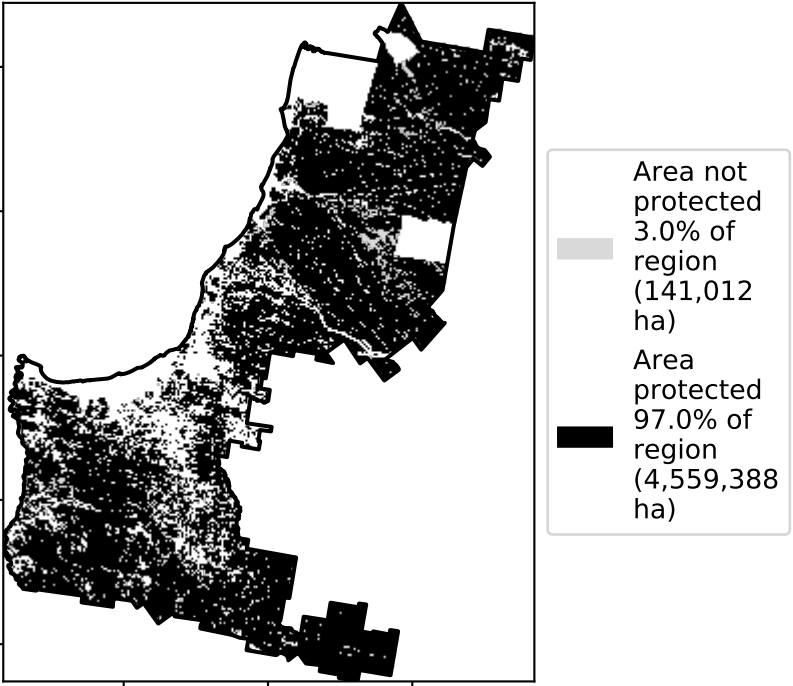 Area not
protected
3.0% of
region
(141,012
ha)
Area
protected
97.0% of
region
(4,559,388
ha)